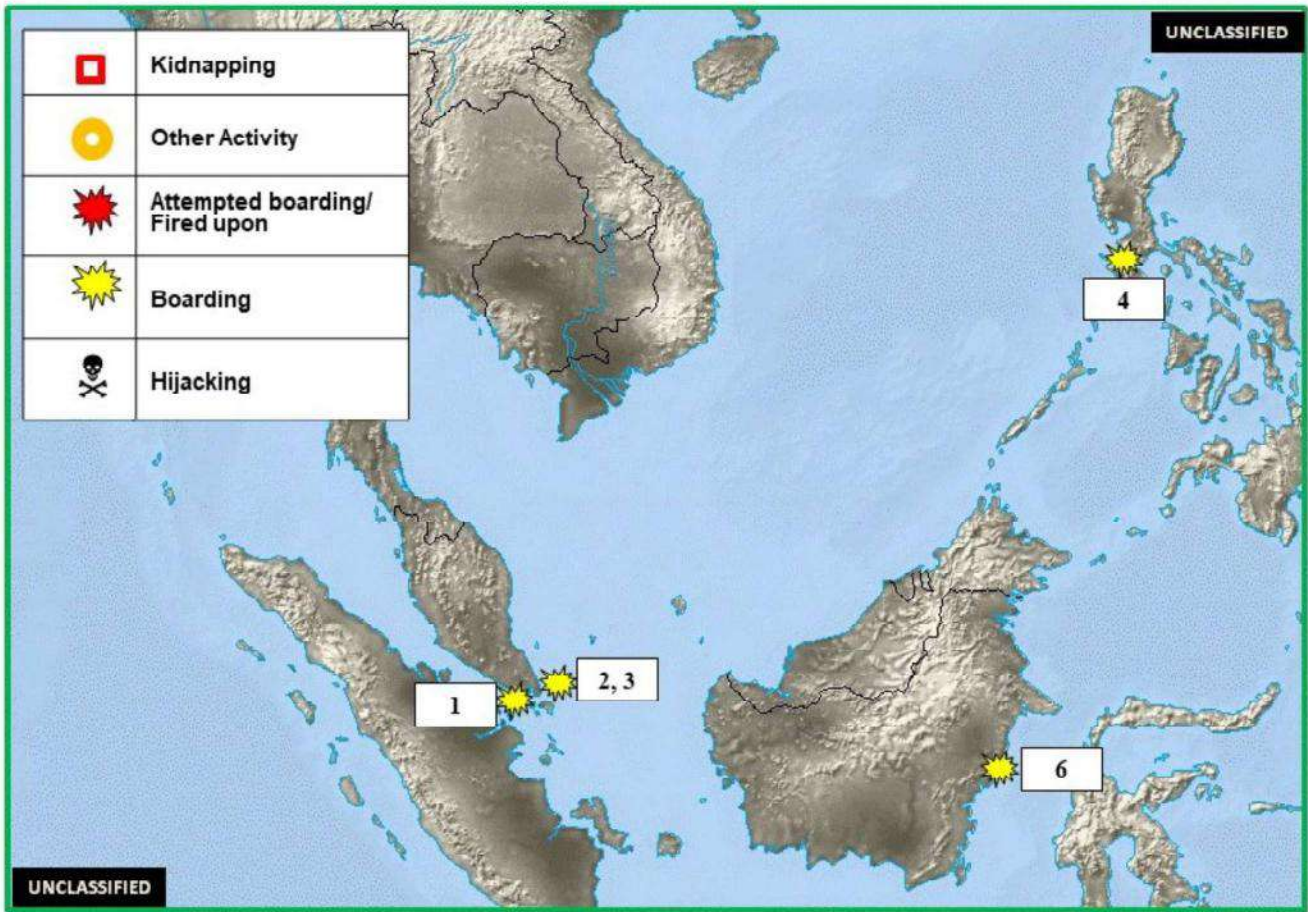 UNCLASSIFIED
Kidnapping
Other Activity
Attempted boarding/
Fired upon
Boarding
Hijacking
4
1
2, 3
6
UNCLASSIFIED